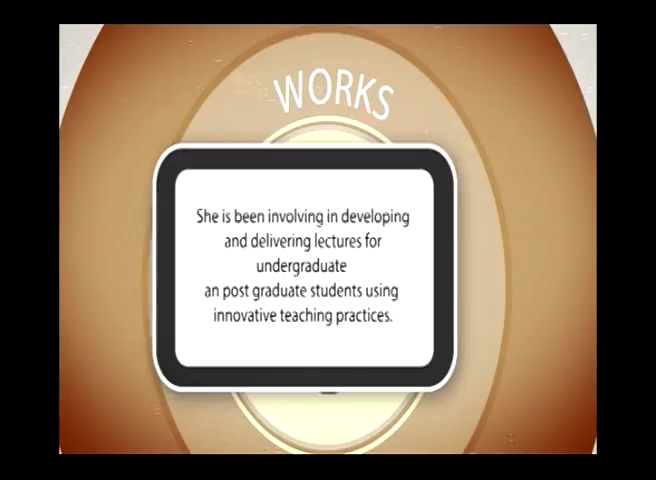 WORKS
She is been involving in developing
and delivering lectures for
undergraduate
an post graduate students using
innovative teaching practices.